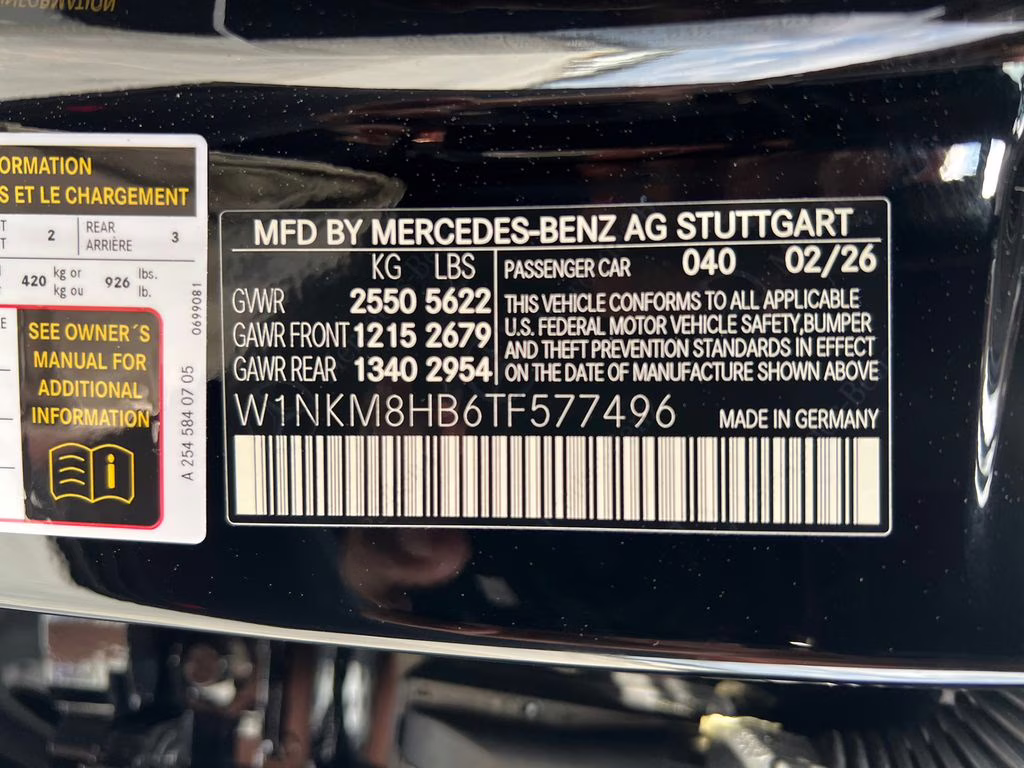 INFORMATION
ORMATION
S ET LE CHARGEMENT
T 2 REAR 3
T ARRIÈRE
420 kg or 926 lbs.
kg ou lb.
E
SEE OWNER´S
MANUAL FOR
ADDITIONAL
INFORMATION
i
A 254 584 07 05 0699081
MFD BY MERCEDES-BENZ AG STUTTGART
KG LBS
GVWR 2550 5622
GAWR FRONT 1215 2679
GAWR REAR 1340 2954
PASSENGER CAR 040 02/26
THIS VEHICLE CONFORMS TO ALL APPLICABLE
U.S. FEDERAL MOTOR VEHICLE SAFETY,BUMPER
AND THEFT PREVENTION STANDARDS IN EFFECT
ON THE DATE OF MANUFACTURE SHOWN ABOVE
W1NKM8HB6TF577496 MADE IN GERMANY